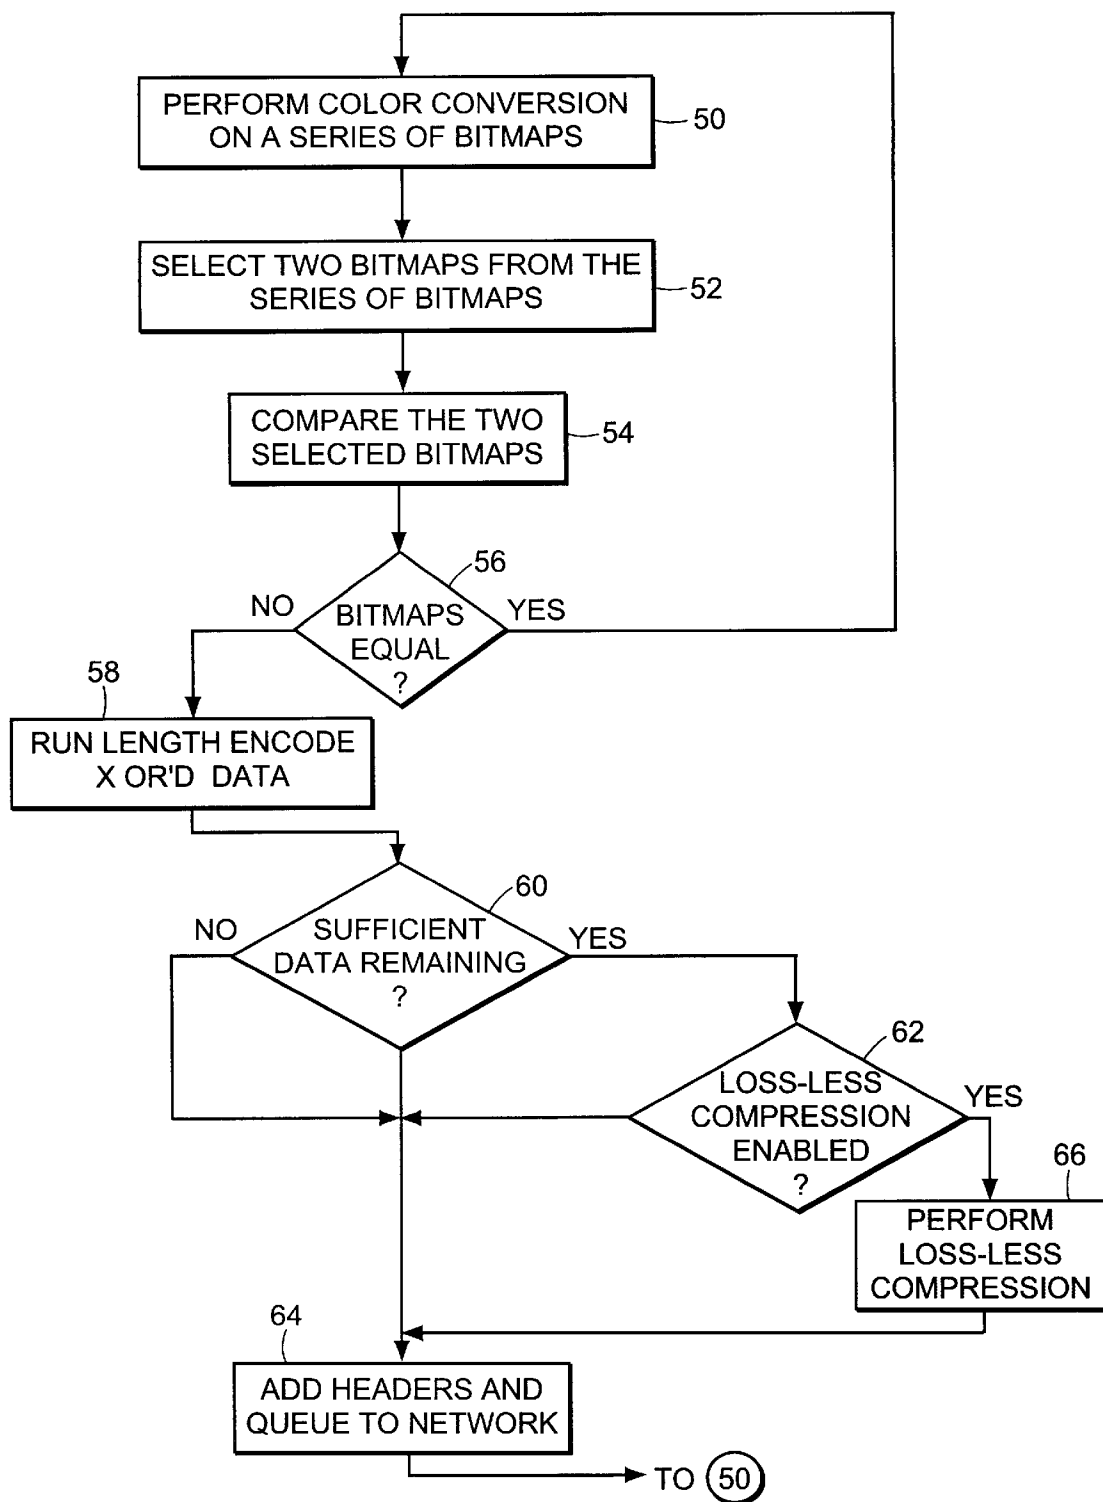 PERFORM COLOR CONVERSION
ON A SERIES OF BITMAPS
50
SELECT TWO BITMAPS FROM THE
SERIES OF BITMAPS
52
COMPARE THE TWO
SELECTED BITMAPS
54
56
NO
YES
BITMAPS
EQUAL
?
58
RUN LENGTH ENCODE
X OR'D DATA
60
NO
YES
SUFFICIENT
DATA REMAINING
?
62
LOSS-LESS
COMPRESSION
ENABLED
?
YES
66
PERFORM
LOSS-LESS
COMPRESSION
64
ADD HEADERS AND
QUEUE TO NETWORK
TO 50